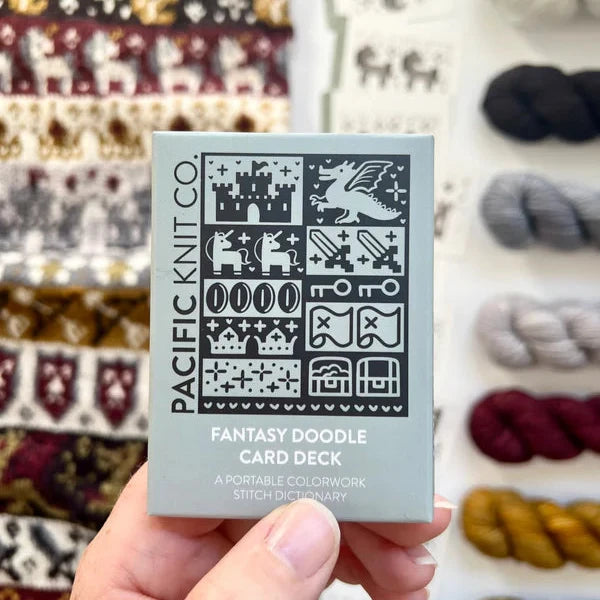 PACIFIC KNIT CO.
FANTASY DOODLE
CARD DECK
A PORTABLE COLORWORK
STITCH DICTIONARY